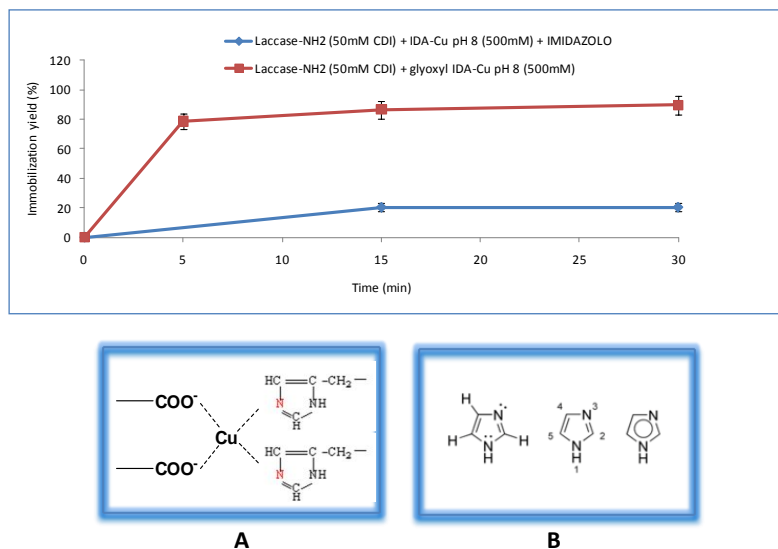 Laccase-NH2 (50mM CDI) + IDA-Cu pH 8 (500mM) + IMIDAZOLO
Laccase-NH2 (50mM CDI) + glyoxyl IDA-Cu pH 8 (500mM)
Immobilization yield (%)
120
100
80
60
40
20
0
0 5 10 15 20 25 30
Time (min)
HC C -CH2-
N NH
C
H
COO-
Cu
COO-
HC C -CH2-
N NH
C
H
A
H N
H N H
H
4 N 3
5 2
N
H
1
N
N
H
B